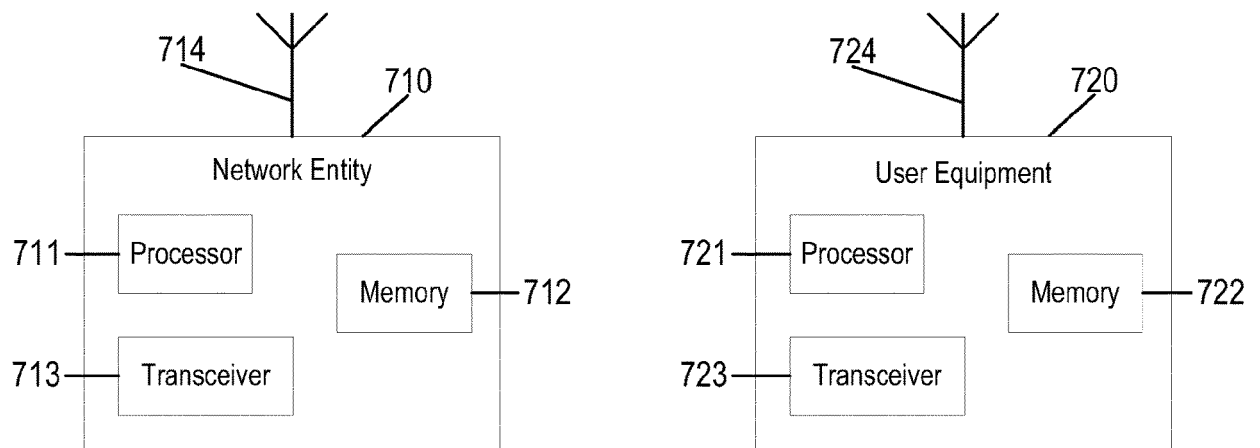 714
710
Network Entity
711
Processor
Memory
712
713
Transceiver
724
720
User Equipment
721
Processor
Memory
722
723
Transceiver